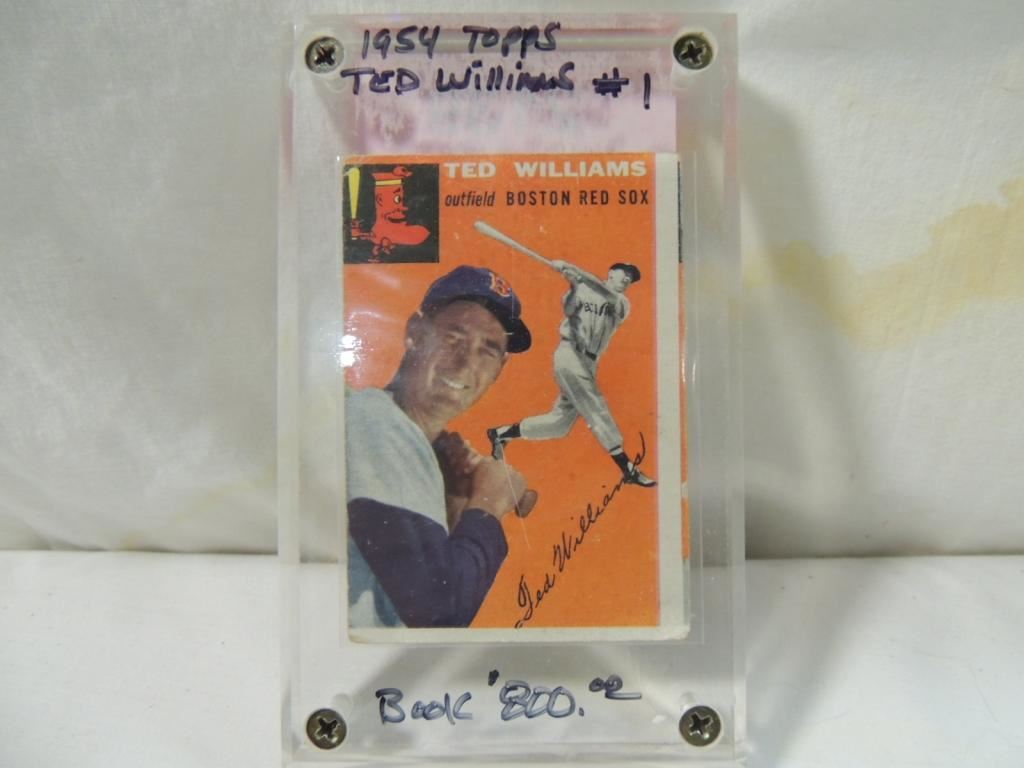 1954 TOPPS
TED Williams #1
TED WILLIAMS
outfield BOSTON RED SOX
B
Ted Williams
Book $800.00